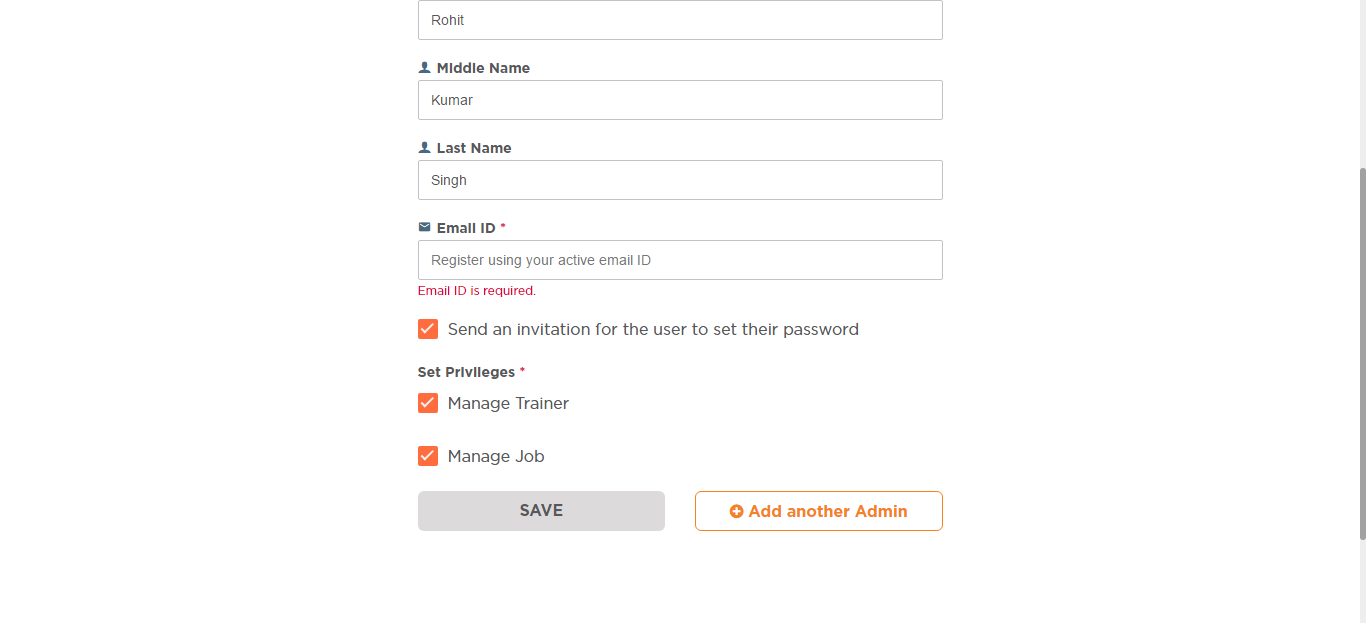 Rohit
Middle Name
Kumar
Last Name
Singh
Email ID *
Register using your active email ID
Email ID is required.
Send an invitation for the user to set their password
Set Privileges *
Manage Trainer
Manage Job
SAVE
Add another Admin